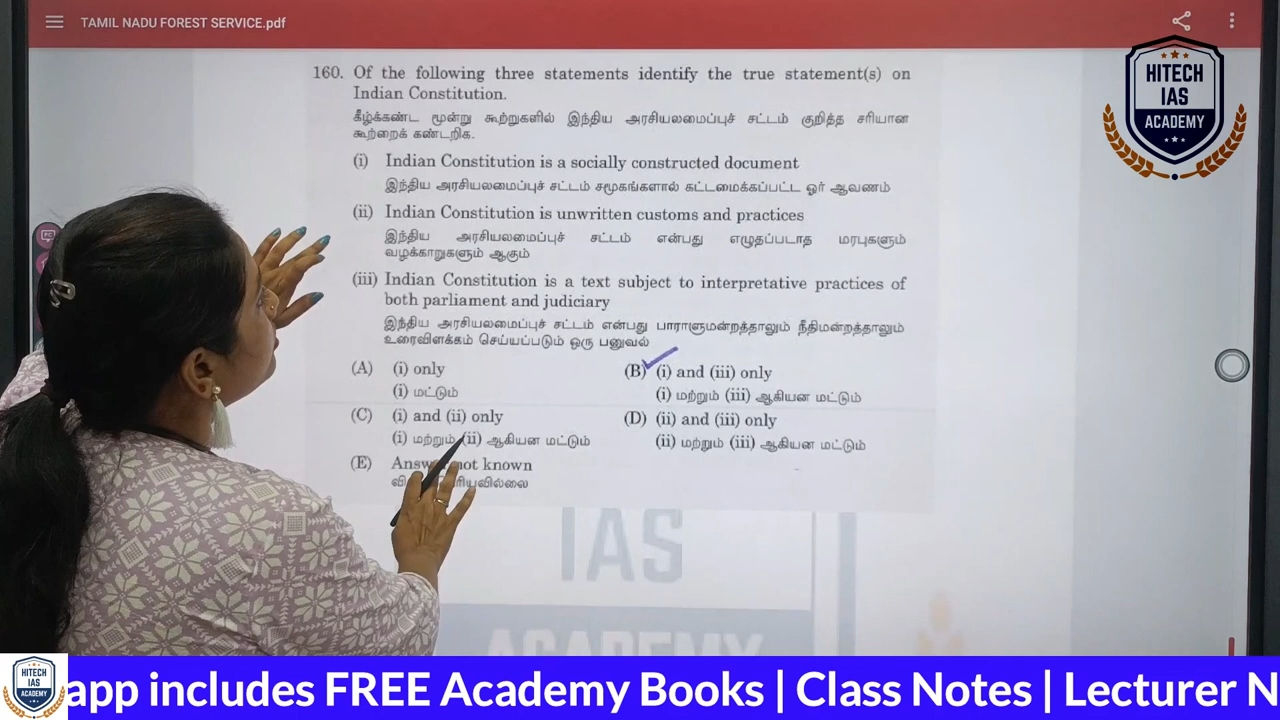 TAMIL NADU FOREST SERVICE.pdf
HITECH
IAS
ACADEMY
160. Of the following three statements identify the true statement(s) on
Indian Constitution.
கீழ்க்கண்ட மூன்று கூற்றுகளில் இந்திய அரசியலமைப்புச் சட்டம் குறித்த சரியான
கூற்றைக் கண்டறிக.
(i) Indian Constitution is a socially constructed document
இந்திய அரசியலமைப்புச் சட்டம் சமூகங்களால் கட்டமைக்கப்பட்ட ஓர் ஆவணம்
(ii) Indian Constitution is unwritten customs and practices
இந்திய அரசியலமைப்புச் சட்டம் என்பது எழுதப்படாத மரபுகளும்
வழக்காறுகளும் ஆகும்
(iii) Indian Constitution is a text subject to interpretative practices of
both parliament and judiciary
இந்திய அரசியலமைப்புச் சட்டம் என்பது பாராளுமன்றத்தாலும் நீதிமன்றத்தாலும்
உரைவிளக்கம் செய்யப்படும் ஒரு பனுவல்
(A) (i) only
(i) மட்டும்
(B) (i) and (iii) only
(i) மற்றும் (iii) ஆகியன மட்டும்
(C) (i) and (ii) only
(i) மற்றும் (ii) ஆகியன மட்டும்
(D) (ii) and (iii) only
(ii) மற்றும் (iii) ஆகியன மட்டும்
(E) Answer not known
IAS
ACADEMY
HITECH
IAS
ACADEMY
app includes FREE Academy Books | Class Notes | Lecturer N